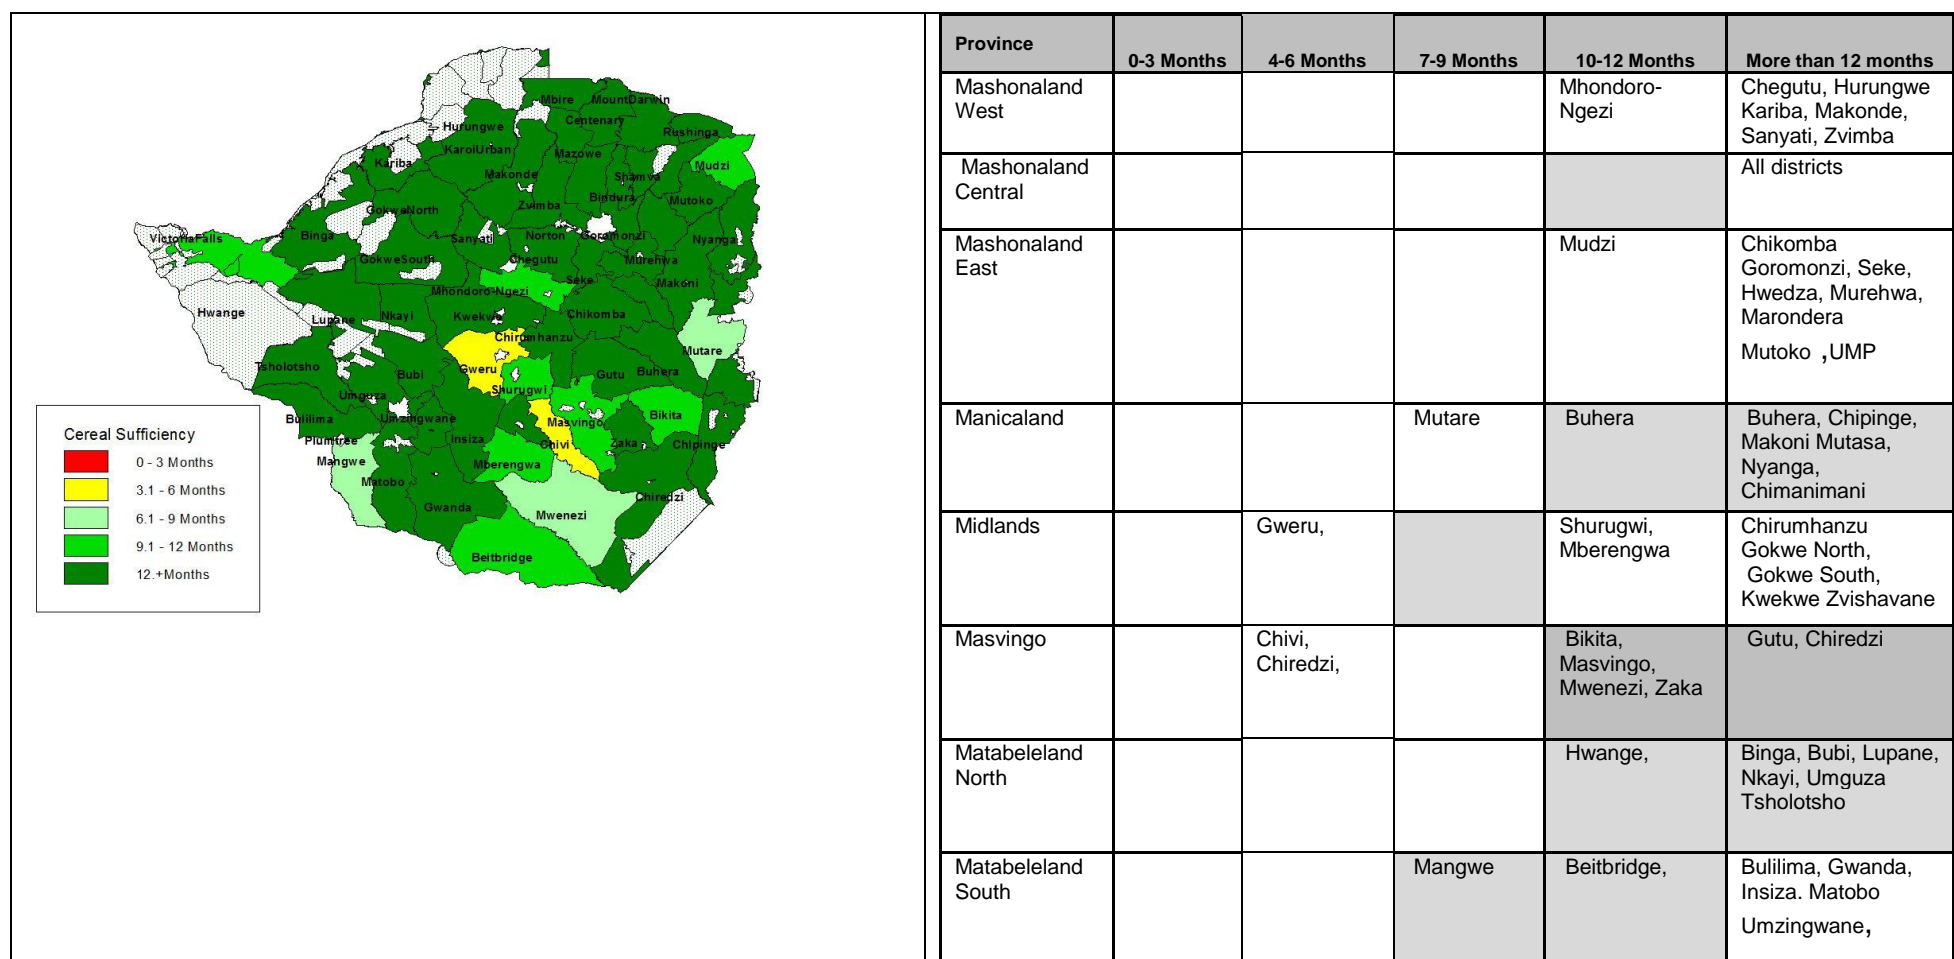 Mbire
MountDarwin
Centenary
Hurungwe
Rushinga
KaroiUrban
Mazowe
Kariba
Mudzi
Makonde
Shamva
Bindura
Mutoko
Zvimba
GokweNorth
VictoriaFalls
Binga
Sanyati
Norton
Goromonzi
Nyanga
GokweSouth
Chegutu
Murehwa
Seke
Makoni
Mhondoro-Ngezi
Hwange
Lupane
Nkayi
Kwekwe
Chikomba
Chirumhanzu
Mutare
Tsholotsho
Bubi
Gweru
Gutu
Buhera
Shurugwi
Umguza
Bulilima
Umzingwane
Bikita
Masvingo
Plumtree
Insiza
Chivi
Zaka
Chipinge
Mangwe
Mberengwa
Matobo
Chiredzi
Gwanda
Mwenezi
Beitbridge
Cereal Sufficiency
0 - 3 Months
3.1 - 6 Months
6.1 - 9 Months
9.1 - 12 Months
12.+Months
Province
0-3 Months
4-6 Months
7-9 Months
10-12 Months
More than 12 months
Mashonaland
West
Mhondoro-
Ngezi
Chegutu, Hurungwe
Kariba, Makonde,
Sanyati, Zvimba
Mashonaland
Central
All districts
Mashonaland
East
Mudzi
Chikomba
Goromonzi, Seke,
Hwedza, Murehwa,
Marondera
Mutoko ,UMP
Manicaland
Mutare
Buhera
Buhera, Chipinge,
Makoni Mutasa,
Nyanga,
Chimanimani
Midlands
Gweru,
Shurugwi,
Mberengwa
Chirumhanzu
Gokwe North,
Gokwe South,
Kwekwe Zvishavane
Masvingo
Chivi,
Chiredzi,
Bikita,
Masvingo,
Mwenezi, Zaka
Gutu, Chiredzi
Matabeleland
North
Hwange,
Binga, Bubi, Lupane,
Nkayi, Umguza
Tsholotsho
Matabeleland
South
Mangwe
Beitbridge,
Bulilima, Gwanda,
Insiza. Matobo
Umzingwane,